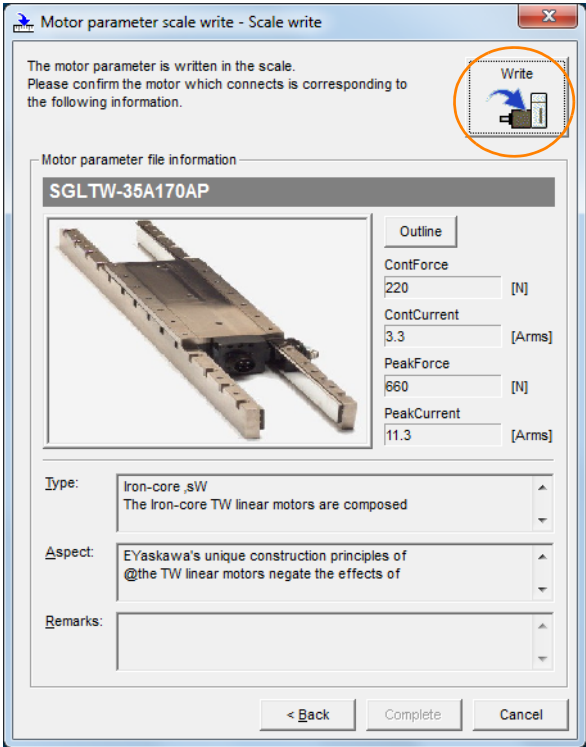 Motor parameter scale write - Scale write
The motor parameter is written in the scale.
Please confirm the motor which connects is corresponding to
the following information.
Write
Motor parameter file information
SGLTW-35A170AP
Outline
ContForce
220 [N]
ContCurrent
3.3 [Arms]
PeakForce
660 [N]
PeakCurrent
11.3 [Arms]
Type:
Iron-core ,sW
The Iron-core TW linear motors are composed
Aspect:
EYaskawa's unique construction principles of
@the TW linear motors negate the effects of
Remarks:
< Back
Complete
Cancel